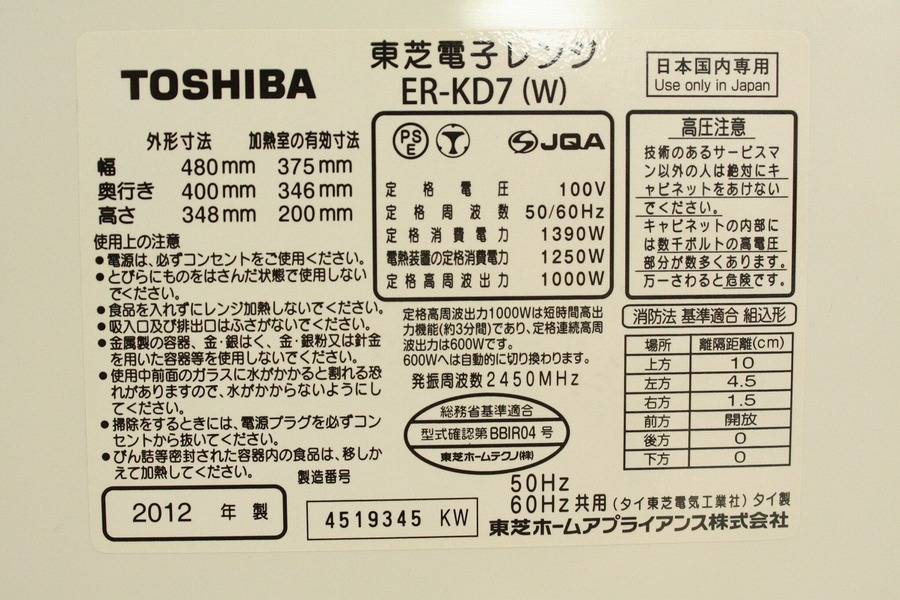 東芝電子レンジ
TOSHIBA
ER-KD7 (W)
日本国内専用
Use only in Japan
外形寸法 加熱室の有効寸法
幅 480mm 375mm
奥行き 400mm 346mm
高さ 348mm 200mm
使用上の注意
●電源は、必ずコンセントをご使用ください。
●とびらにものをはさんだ状態で使用しない
でください。
●食品を入れずにレンジ加熱しないでください。
●吸入口及び排出口はふさがないでください。
●金属製の容器、金・銀はく、金・銀粉又は針金
を用いた容器等を使用しないでください。
●使用中前面のガラスに水がかかると割れる恐
れがありますので、水がかからないようにし
てください。
●掃除をするときには、電源プラグを必ずコン
セントから抜いてください。
●びん詰等密封された容器内の食品は、移しか
えて加熱してください。
製造番号
2012 年 製
4519345 KW
PS
E
JQA
定格電圧 100V
定格周波数 50/60Hz
定格消費電力 1390W
電熱装置の定格消費電力 1250W
定格高周波出力 1000W
定格高周波出力1000Wは短時間高出
力機能(約3分間)であり、定格連続高周
波出力は600Wです。
600Wへは自動的に切り換わります。
発振周波数2450MHz
総務省基準適合
型式確認第BBIR04号
東芝ホームテクノ(株)
高圧注意
技術のあるサービスマ
ン以外の人は絶対にキ
ャビネットをあけない
でください。
キャビネットの内部に
は数千ボルトの高電圧
部分が数多くあります。
万一さわると危険です。
消防法 基準適合 組込形
場所 離隔距離(cm)
上方 10
左方 4.5
右方 1.5
前方 開放
後方 0
下方 0
50Hz
60Hz共用(タイ東芝電気工業社)タイ製
東芝ホームアプライアンス株式会社